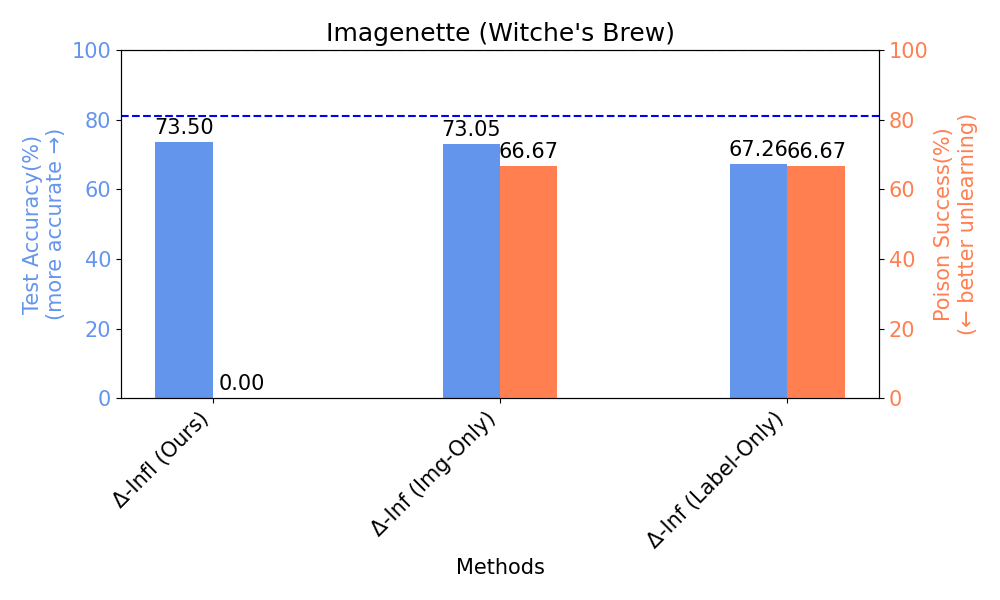 Imagenette (Witche's Brew)
100
80
60
40
20
0
Test Accuracy(%)
(more accurate →)
73.50
0.00
73.05
66.67
67.26
66.67
100
80
60
40
20
0
Poison Success(%)
(← better unlearning)
Δ-Infl (Ours)
Δ-Inf (Img-Only)
Δ-Inf (Label-Only)
Methods